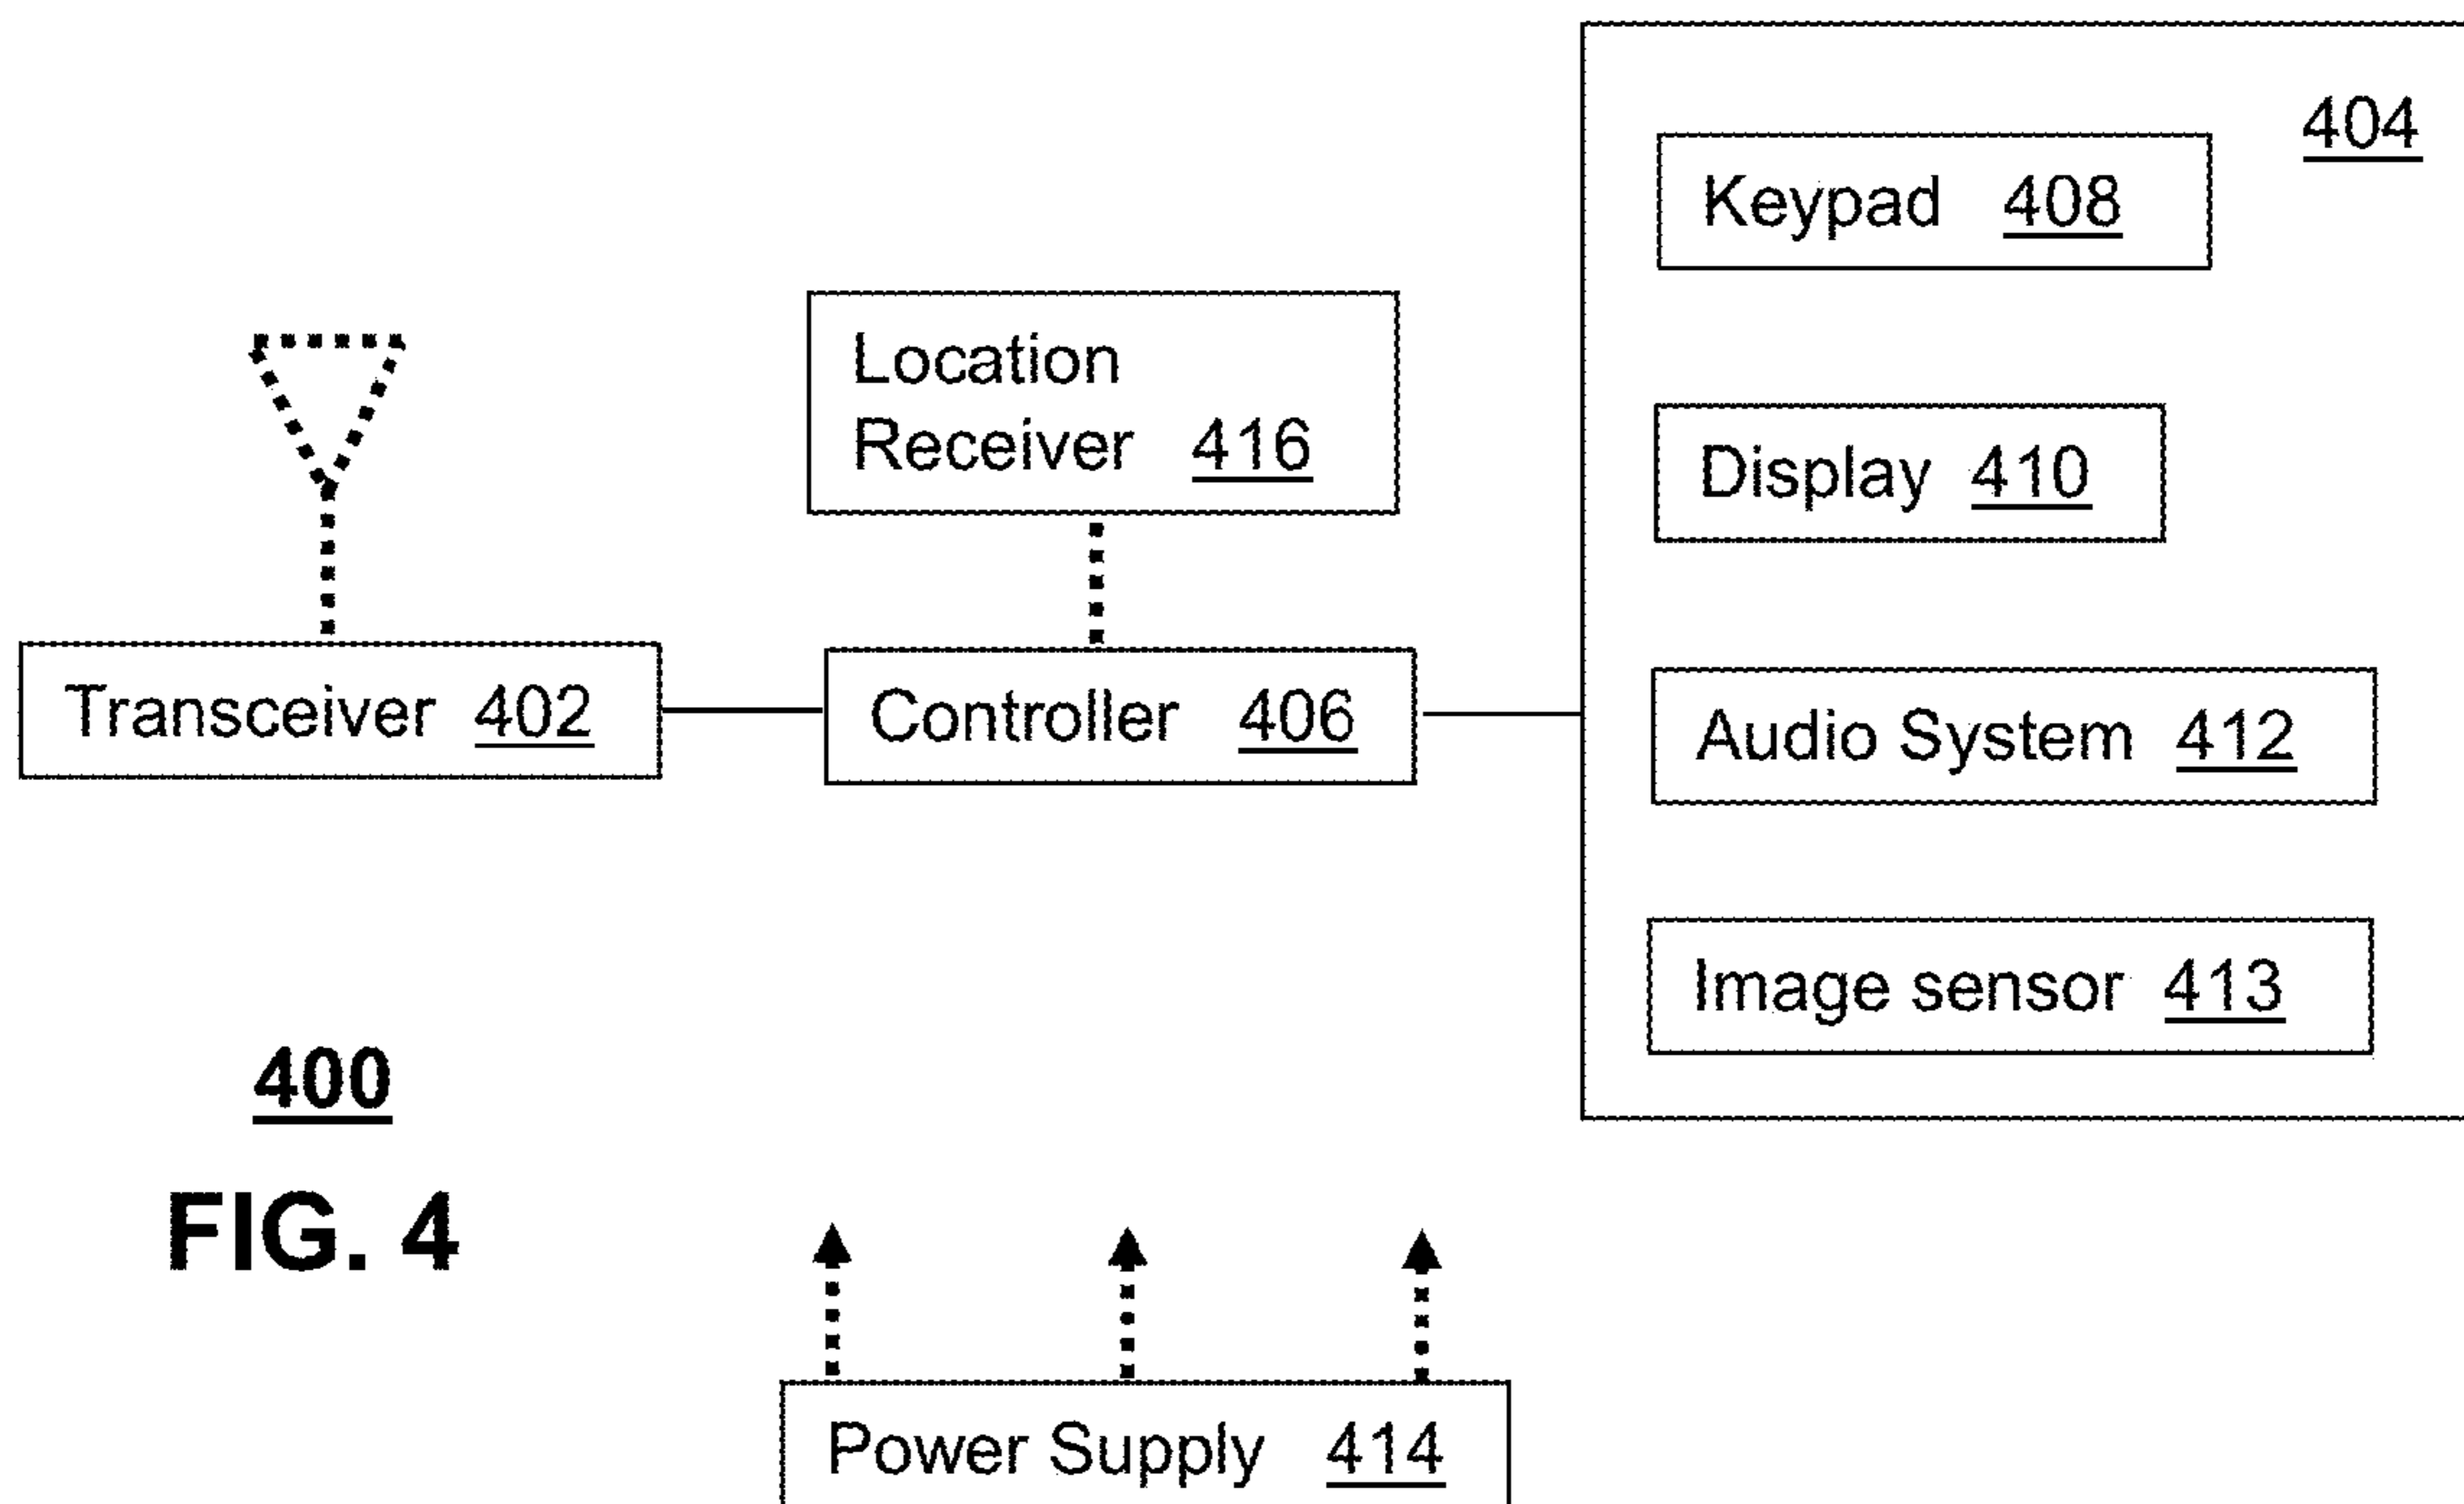 404
Keypad 408
Location
Receiver 416
Display 410
Transceiver 402
Controller 406
Audio System 412
Image sensor 413
400
FIG. 4
Power Supply 414